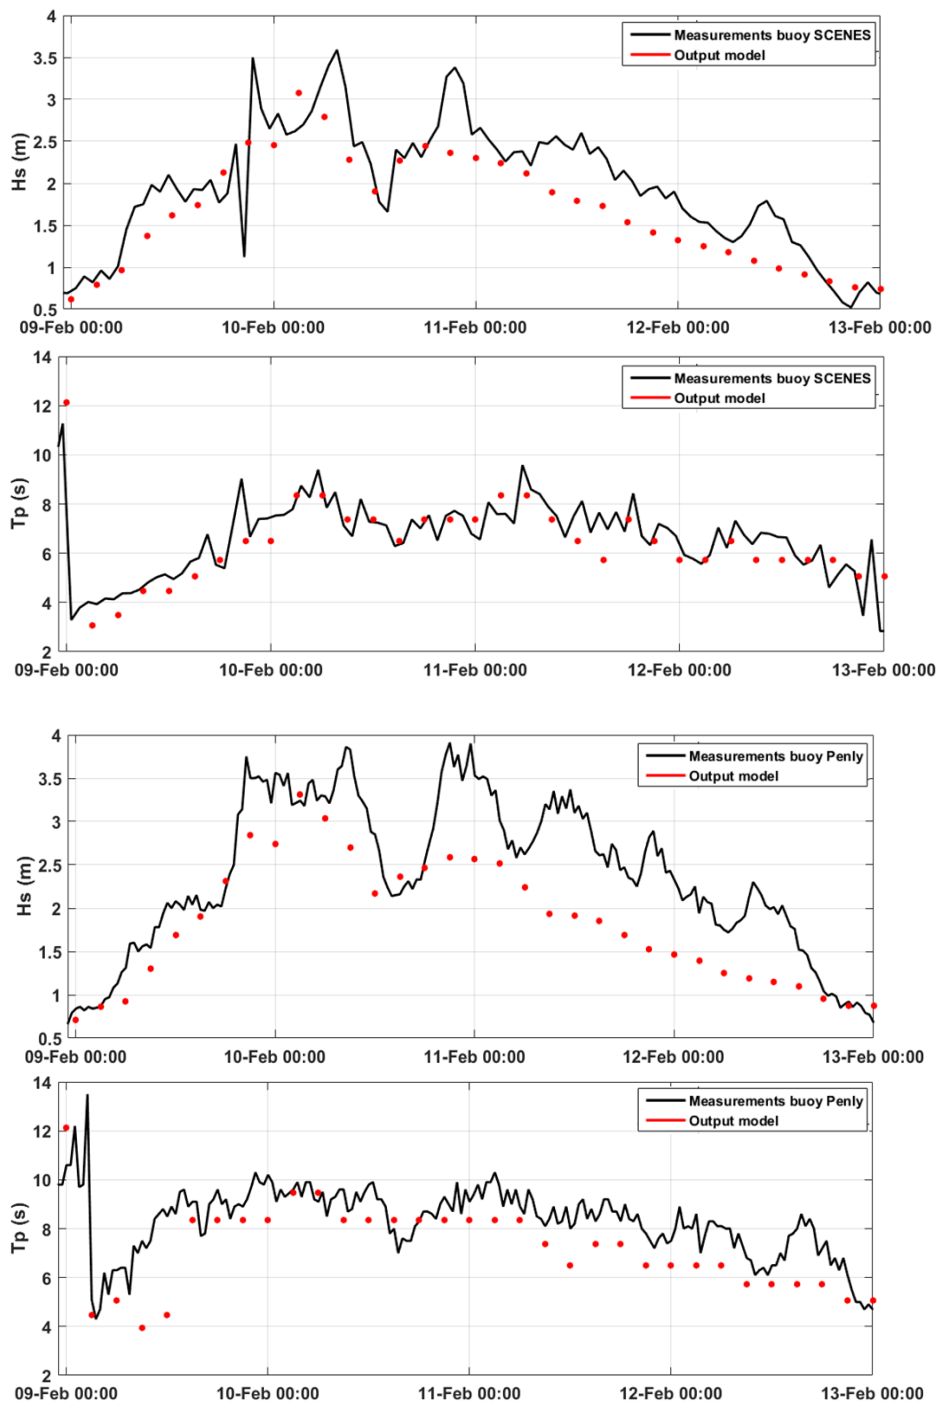 4
3.5
3
2.5
2
1.5
1
0.5
Hs (m)
Measurements buoy SCENES
Output model
09-Feb 00:00 10-Feb 00:00 11-Feb 00:00 12-Feb 00:00 13-Feb 00:00
14
12
10
8
6
4
2
Tp (s)
Measurements buoy SCENES
Output model
09-Feb 00:00 10-Feb 00:00 11-Feb 00:00 12-Feb 00:00 13-Feb 00:00
4
3.5
3
2.5
2
1.5
1
0.5
Hs (m)
Measurements buoy Penly
Output model
09-Feb 00:00 10-Feb 00:00 11-Feb 00:00 12-Feb 00:00 13-Feb 00:00
14
12
10
8
6
4
2
Tp (s)
Measurements buoy Penly
Output model
09-Feb 00:00 10-Feb 00:00 11-Feb 00:00 12-Feb 00:00 13-Feb 00:00